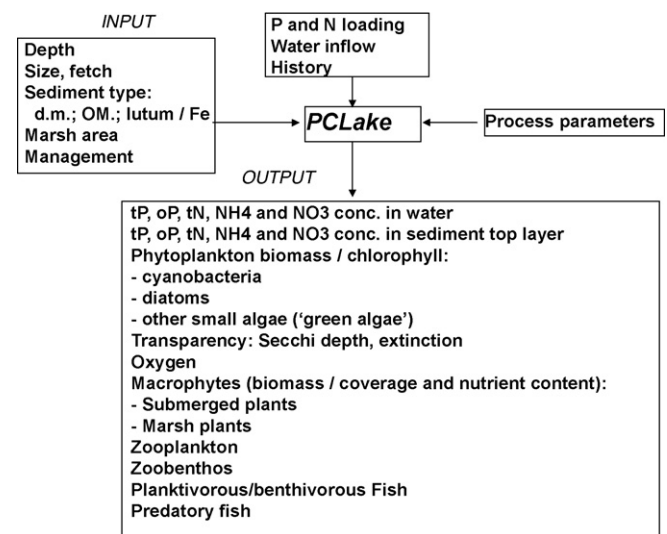 INPUT
Depth
Size, fetch
Sediment type:
d.m.; OM.; lutum / Fe
Marsh area
Management
P and N loading
Water inflow
History
PCLake
Process parameters
OUTPUT
tP, oP, tN, NH4 and NO3 conc. in water
tP, oP, tN, NH4 and NO3 conc. in sediment top layer
Phytoplankton biomass / chlorophyll:
- cyanobacteria
- diatoms
- other small algae (‘green algae’)
Transparency: Secchi depth, extinction
Oxygen
Macrophytes (biomass / coverage and nutrient content):
- Submerged plants
- Marsh plants
Zooplankton
Zoobenthos
Planktivorous/benthivorous Fish
Predatory fish